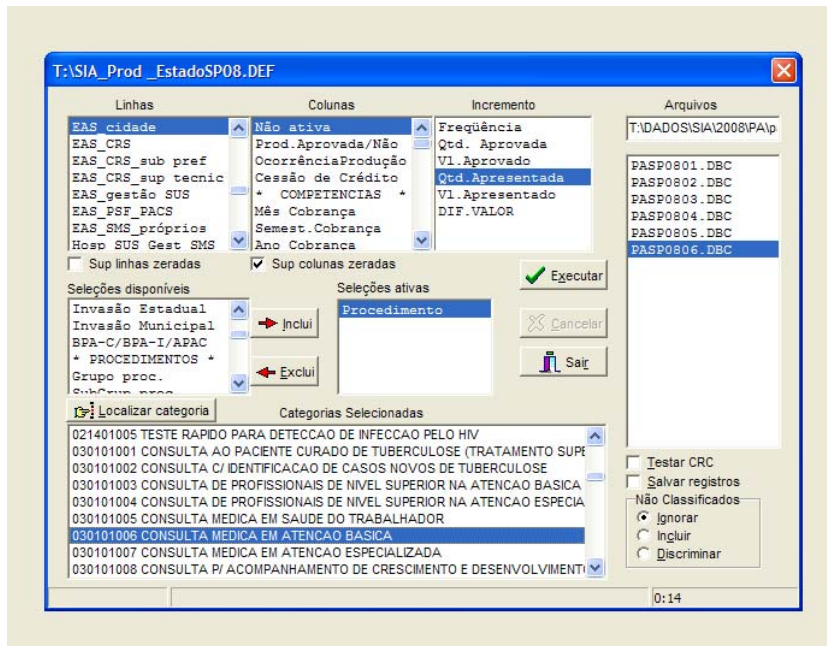 T:\SIA_Prod _EstadoSP08.DEF
Linhas
EAS_cidade
EAS_CRS
EAS_CRS_sub pref
EAS_CRS_sup tecnic
EAS_gestão SUS
EAS_PSF_PACS
EAS_SMS_próprios
Hosp SUS Gest SMS
Sup linhas zeradas
Colunas
Não ativa
Prod.Aprovada/Não
OcorrênciaProdução
Cessão de Crédito
* COMPETENCIAS *
Mês Cobrança
Semest.Cobrança
Ano Cobrança
Sup colunas zeradas
Incremento
Freqüência
Qtd. Aprovada
Vl.Aprovado
Qtd.Apresentada
Vl.Apresentado
DIF.VALOR
Arquivos
T:\DADOS\SIA\2008\PA\p
PASP0801.DBC
PASP0802.DBC
PASP0803.DBC
PASP0804.DBC
PASP0805.DBC
PASP0806.DBC
Seleções disponíveis
Invasão Estadual
Invasão Municipal
BPA-C/BPA-I/APAC
* PROCEDIMENTOS *
Grupo proc.
SubGrup proc
Inclui
Exclui
Seleções ativas
Procedimento
Executar
Cancelar
Sair
Localizar categoria
Categorias Selecionadas
021401005 TESTE RAPIDO PARA DETECCAO DE INFECCAO PELO HIV
030101001 CONSULTA AO PACIENTE CURADO DE TUBERCULOSE (TRATAMENTO SUPE
030101002 CONSULTA C/ IDENTIFICACAO DE CASOS NOVOS DE TUBERCULOSE
030101003 CONSULTA DE PROFISSIONAIS DE NIVEL SUPERIOR NA ATENCAO BASICA
030101004 CONSULTA DE PROFISSIONAIS DE NIVEL SUPERIOR NA ATENCAO ESPECIA
030101005 CONSULTA MEDICA EM SAUDE DO TRABALHADOR
030101006 CONSULTA MEDICA EM ATENCAO BASICA
030101007 CONSULTA MEDICA EM ATENCAO ESPECIALIZADA
030101008 CONSULTA P/ ACOMPANHAMENTO DE CRESCIMENTO E DESENVOLVIMENT
Testar CRC
Salvar registros
Não Classificados
Ignorar
Incluir
Discriminar
0:14